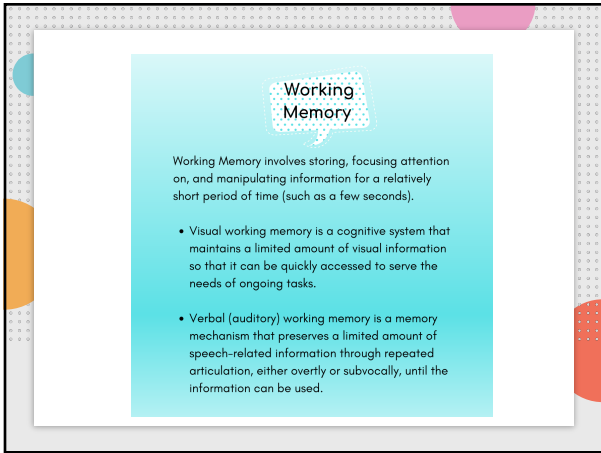 Working
Memory
Working Memory involves storing, focusing attention
on, and manipulating information for a relatively
short period of time (such as a few seconds).
• Visual working memory is a cognitive system that
maintains a limited amount of visual information
so that it can be quickly accessed to serve the
needs of ongoing tasks.
• Verbal (auditory) working memory is a memory
mechanism that preserves a limited amount of
speech-related information through repeated
articulation, either overtly or subvocally, until the
information can be used.